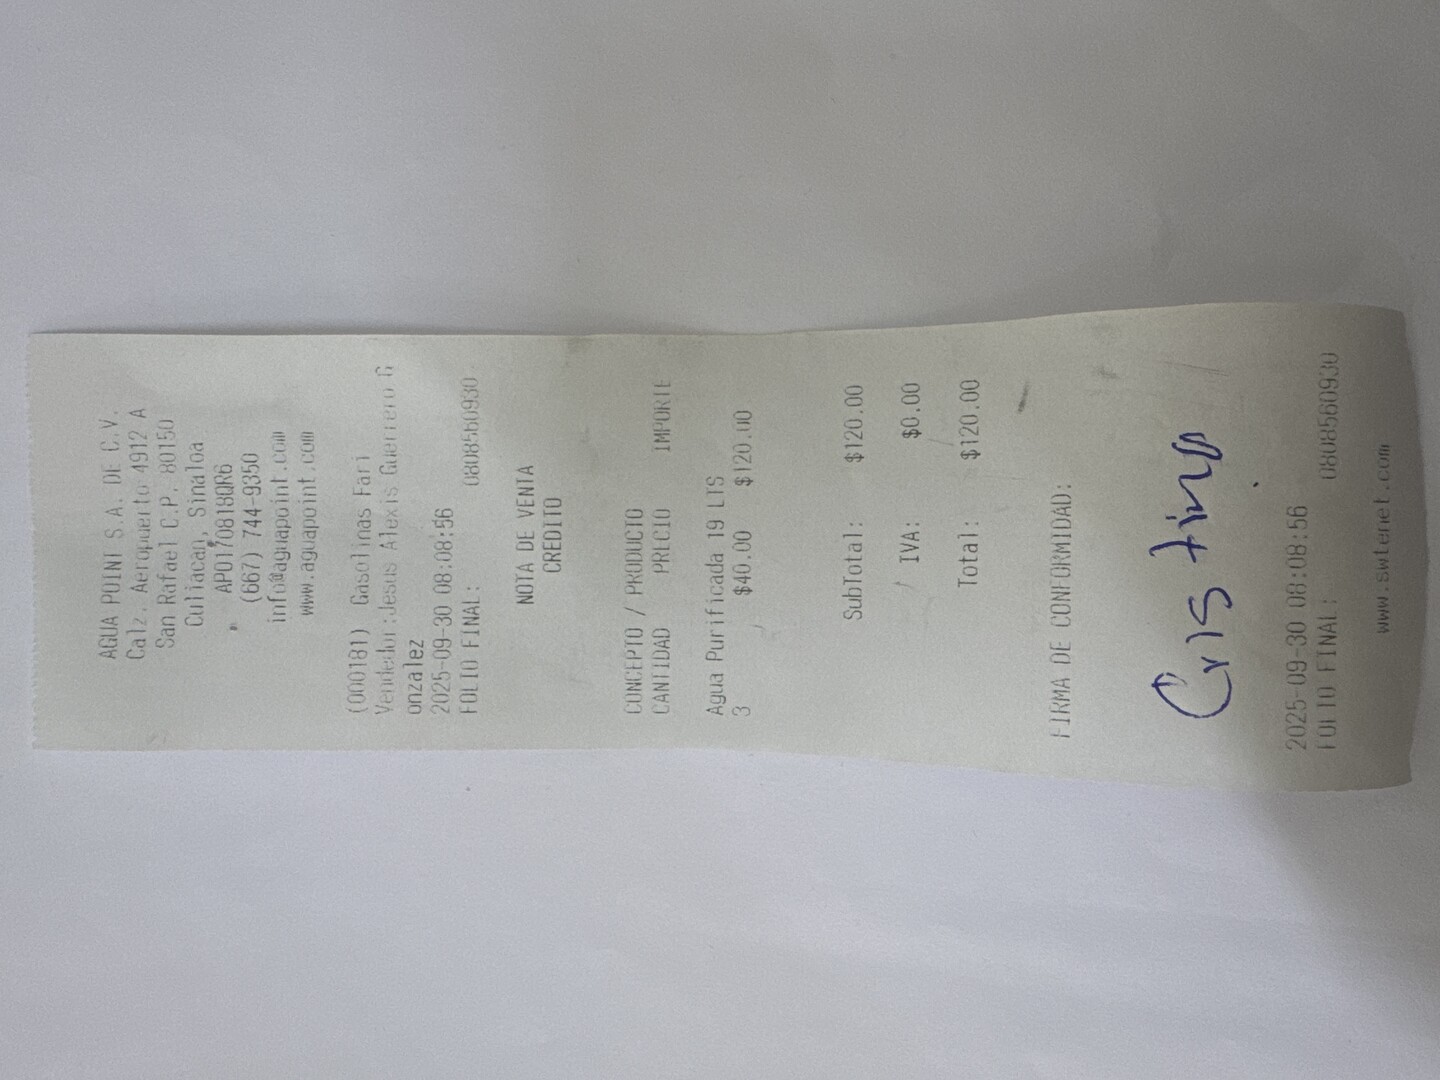 AGUA POINT S.A. DE C.V.
Calz. Aeropuerto 4912 A
San Rafael C.P. 80150
Culiacan, Sinaloa
APO170818QR6
(667) 744-9350
info@aguapoint.com
www.aguapoint.com
(000181) Gasolinas Fari
Vendedor:Jesus Alexis Guerrero G
onzalez
2025-09-30 08:08:56
FOLIO FINAL: 0808560930
NOTA DE VENTA
CREDITO
CONCEPTO / PRODUCTO
CANTIDAD PRECIO IMPORTE
Agua Purificada 19 LTS
3 $40.00 $120.00
SubTotal: $120.00
IVA: $0.00
Total: $120.00
FIRMA DE CONFORMIDAD:
Cristina
2025-09-30 08:08:56
FOLIO FINAL: 0808560930
www.swtenet.com